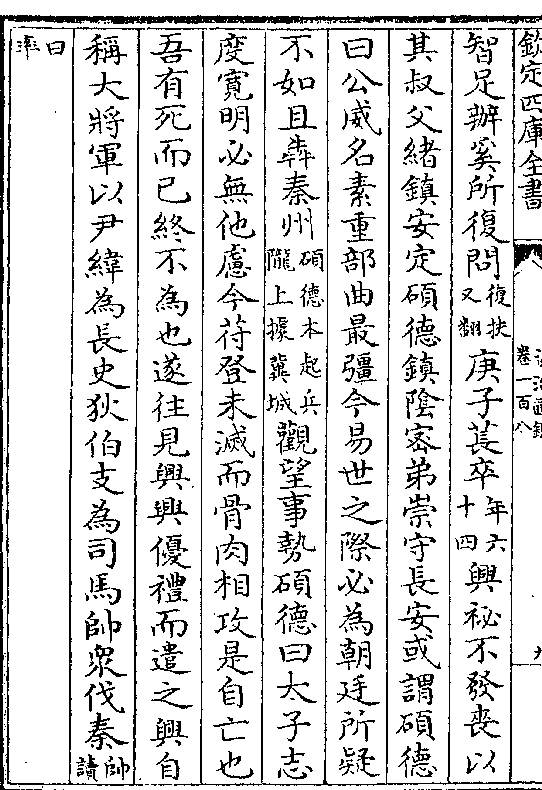 欽定四庫全書
智足辦奚所復問復扶又翻庚子萇卒年六十四興祕不發喪以
其叔父緒鎮安定碩德鎮隂宻弟崇守長安或謂碩德
曰公威名素重部曲最彊今易世之際必為朝廷所疑
不如且犇秦州碩德本起兵隴上據冀城觀望事勢碩德曰太子志
度寛明必無他慮今苻登未滅而骨肉相攻是自亡也
吾有死而已終不為也遂往見興興優禮而遣之興自
稱大將軍以尹緯為長史狄伯支為司馬帥衆伐秦帥讀
曰率